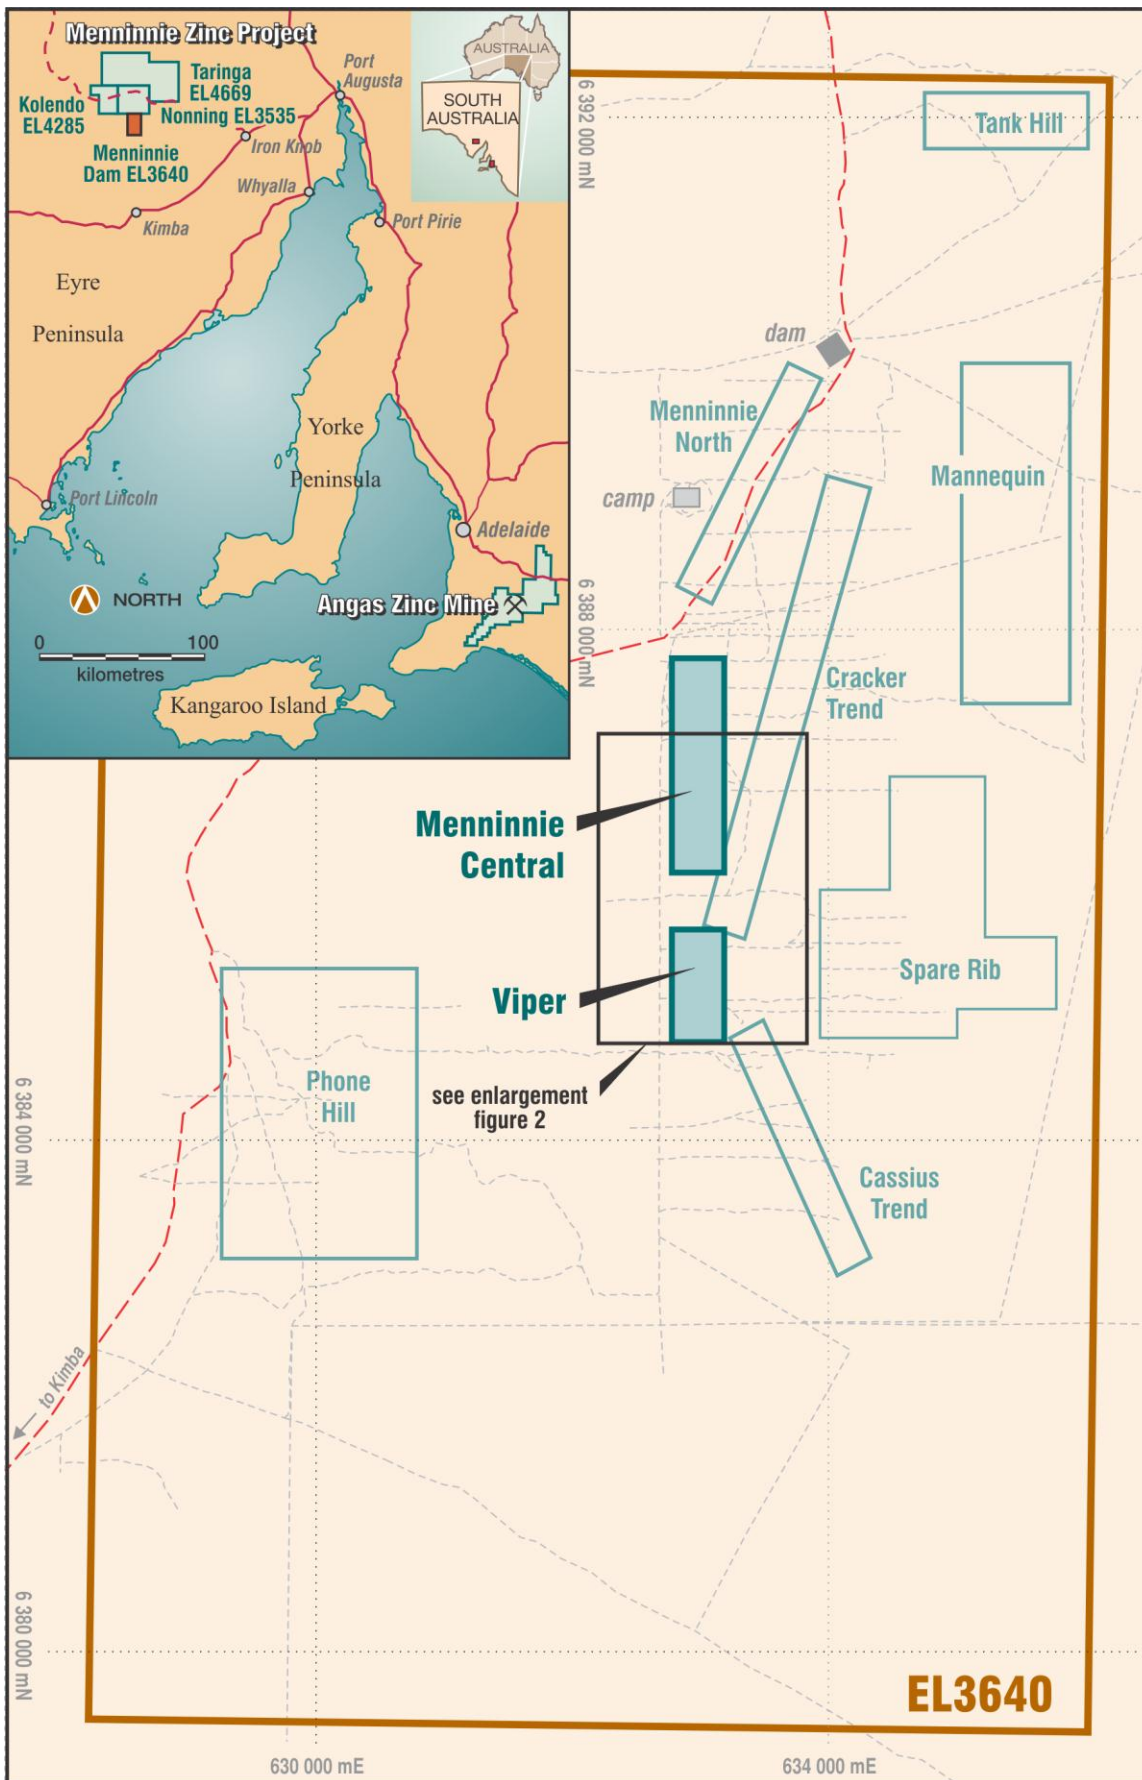 Menninnie Zinc Project
Taringa
EL4669
Kolendo
EL4285
Nonning EL3535
Menninnie
Dam EL3640
Port
Augusta
Iron Knob
Whyalla
Kimba
Port Pirie
Eyre
Peninsula
Yorke
Peninsula
Port Lincoln
Adelaide
NORTH
Angas Zinc Mine
0
100
kilometres
Kangaroo Island
AUSTRALIA
SOUTH
AUSTRALIA
6 392 000 mN
Tank Hill
dam
Menninnie
North
Mannequin
camp
6 388 000 mN
Cracker
Trend
Menninnie
Central
Spare Rib
Viper
see enlargement
figure 2
Phone
Hill
6 384 000 mN
Cassius
Trend
to Kimba
6 380 000 mN
EL3640
630 000 mE
634 000 mE